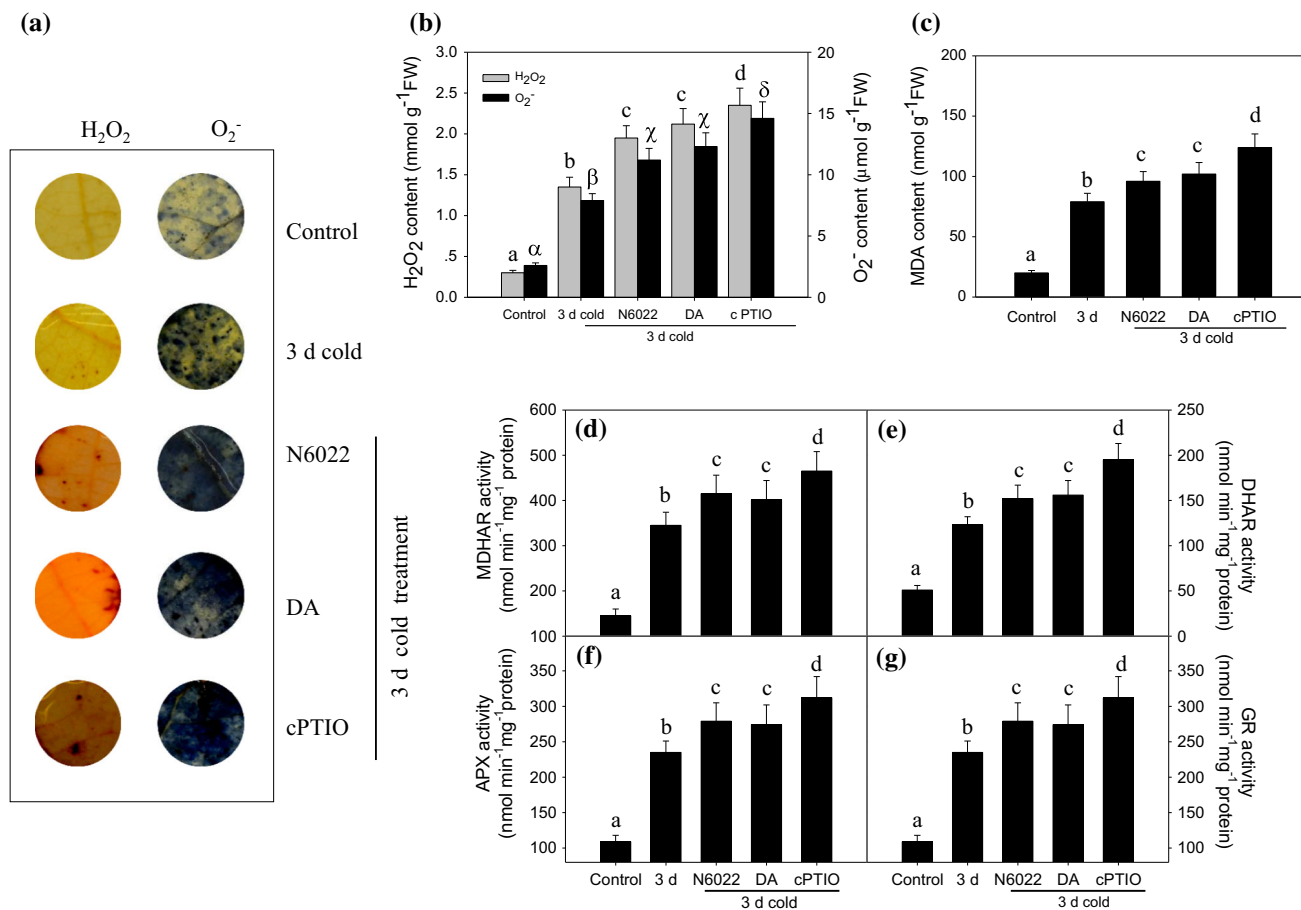 (a)
H₂O₂ O₂⁻
Control
3 d cold
N6022
DA
cPTIO
3 d cold treatment
(b)
H₂O₂ content (mmol g⁻¹FW)
3.0
2.5
2.0
1.5
1.0
.5
0.0
H₂O₂
O₂⁻
a α b β c χ c χ d δ
20
15
10
5
0
O₂⁻ content (μmol g⁻¹FW)
Control 3 d cold N6022 DA c PTIO
3 d cold
(c)
MDA content (nmol g⁻¹FW)
200
150
100
50
0
a b c c d
Control 3 d N6022 DA cPTIO
3 d cold
(d)
MDHAR activity
(nmol min⁻¹mg⁻¹ protein)
600
500
400
300
200
100
a b c c d
(e)
a b c c d
250
200
150
100
50
0
DHAR activity
(nmol min⁻¹mg⁻¹protein)
(f)
APX activity
(nmol min⁻¹mg⁻¹protein)
350
300
250
200
150
100
a b c c d
Control 3 d N6022 DA cPTIO
3 d cold
(g)
a b c c d
350
300
250
200
150
100
GR activity
(nmol min⁻¹mg⁻¹protein)
Control 3 d N6022 DA cPTIO
3 d cold